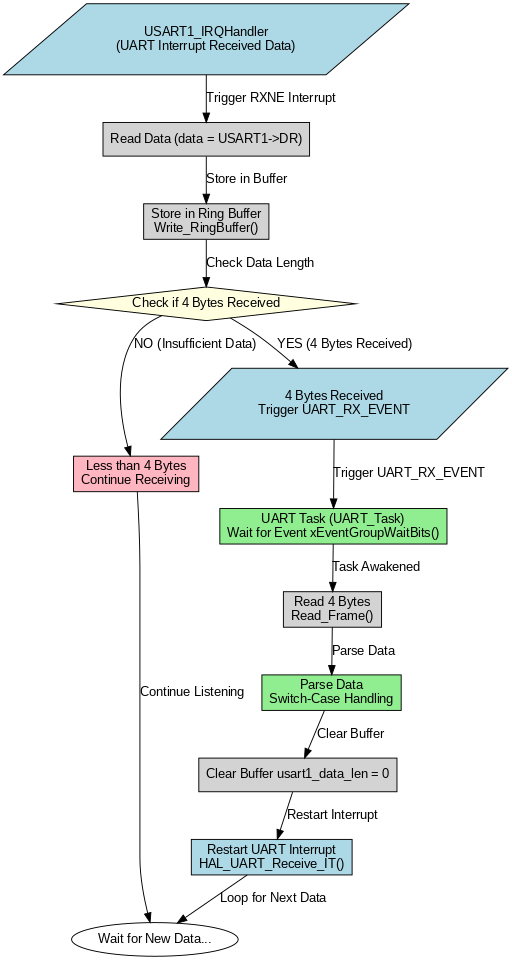 USART1_IRQHandler
(UART Interrupt Received Data)
Trigger RXNE Interrupt
Read Data (data = USART1->DR)
Store in Buffer
Store in Ring Buffer
Write_RingBuffer()
Check Data Length
Check if 4 Bytes Received
NO (Insufficient Data)
YES (4 Bytes Received)
4 Bytes Received
Trigger UART_RX_EVENT
Less than 4 Bytes
Continue Receiving
Trigger UART_RX_EVENT
UART Task (UART_Task)
Wait for Event xEventGroupWaitBits()
Task Awakened
Read 4 Bytes
Read_Frame()
Parse Data
Parse Data
Switch-Case Handling
Continue Listening
Clear Buffer
Clear Buffer usart1_data_len = 0
Restart Interrupt
Restart UART Interrupt
HAL_UART_Receive_IT()
Loop for Next Data
Wait for New Data...